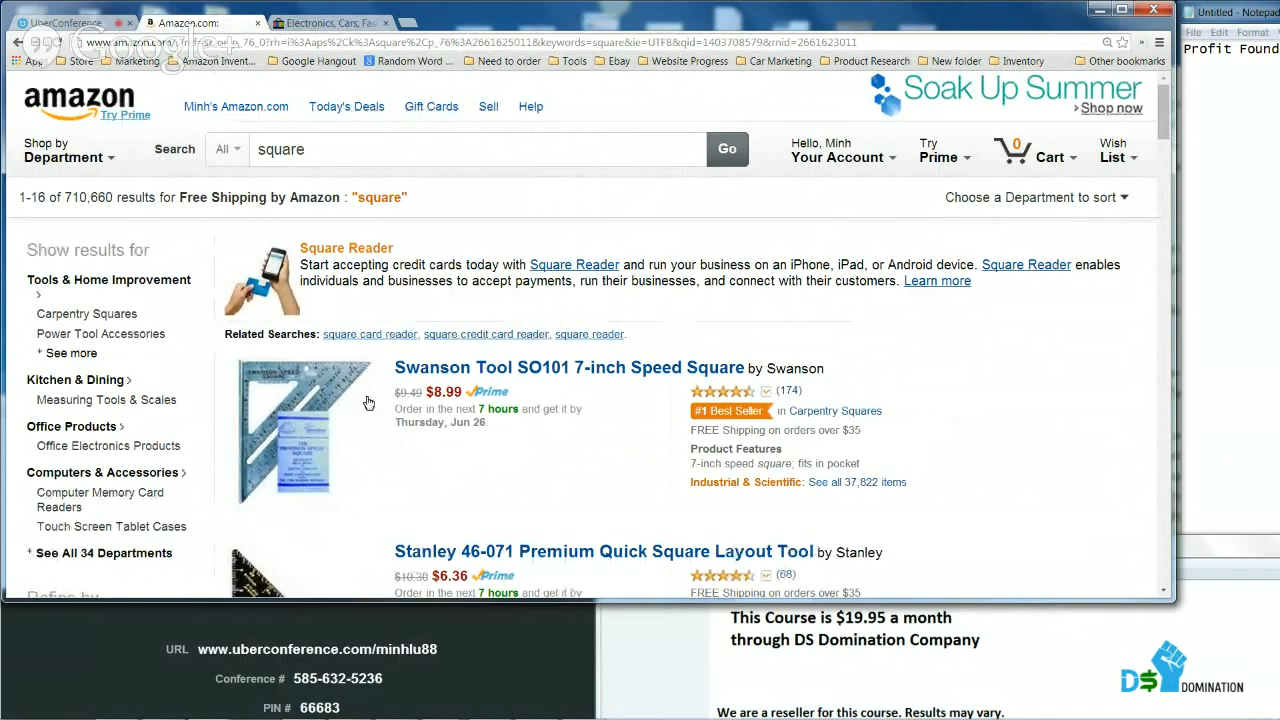 UberConference
Amazon.com:
Electronics, Cars, Fas
Untitled - Notepad
Google+
File Edit Format
Profit Found
Apps
Store
Marketing
Amazon Invent...
Google Hangout
Random Word ...
Need to order
Tools
Ebay
Website Progress
Car Marketing
Product Research
New folder
Inventory
Other bookmarks
amazon
Try Prime
Minh's Amazon.com
Today's Deals
Gift Cards
Sell
Help
Soak Up Summer
>Shop now
Shop by
Department
Search
All
square
Go
Hello, Minh
Your Account
Try
Prime
0
Cart
Wish
List
1-16 of 710,660 results for Free Shipping by Amazon : "square"
Choose a Department to sort
Show results for
Tools & Home Improvement
>
Carpentry Squares
Power Tool Accessories
+ See more
Kitchen & Dining >
Measuring Tools & Scales
Office Products >
Office Electronics Products
Computers & Accessories >
Computer Memory Card
Readers
Touch Screen Tablet Cases
+ See All 34 Departments
Refine by
Square Reader
Start accepting credit cards today with Square Reader and run your business on an iPhone, iPad, or Android device. Square Reader enables
individuals and businesses to accept payments, run their businesses, and connect with their customers. Learn more
Related Searches: square card reader, square credit card reader, square reader.
Swanson Tool SO101 7-inch Speed Square by Swanson
$9.49 $8.99 Prime
Order in the next 7 hours and get it by
Thursday, Jun 26.
(174)
#1 Best Seller in Carpentry Squares
FREE Shipping on orders over $35
Product Features
7-inch speed square; fits in pocket
Industrial & Scientific: See all 37,822 items
Stanley 46-071 Premium Quick Square Layout Tool by Stanley
$10.30 $6.36 Prime
Order in the next 7 hours and get it by
(68)
FREE Shipping on orders over $35
URL www.uberconference.com/minhlu88
Conference # 585-632-5236
PIN # 66683
This Course is $19.95 a month
through DS Domination Company
D$ DOMINATION
We are a reseller for this course. Results may vary.